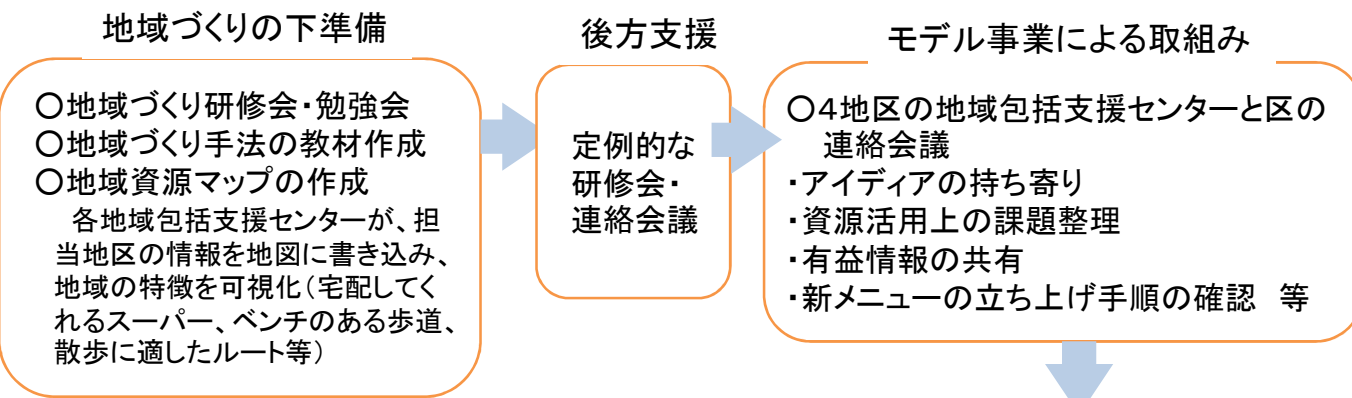 地域づくりの下準備
〇地域づくり研修会・勉強会
〇地域づくり手法の教材作成
〇地域資源マップの作成
各地域包括支援センターが、担
当地区の情報を地図に書き込み、
地域の特徴を可視化（宅配してく
れるスーパー、ベンチのある歩道、
散歩に適したルート等）
後方支援
定例的な
研修会・
連絡会議
モデル事業による取組み
〇４地区の地域包括支援センターと区の
連絡会議
・アイディアの持ち寄り
・資源活用上の課題整理
・有益情報の共有
・新メニューの立ち上げ手順の確認　等